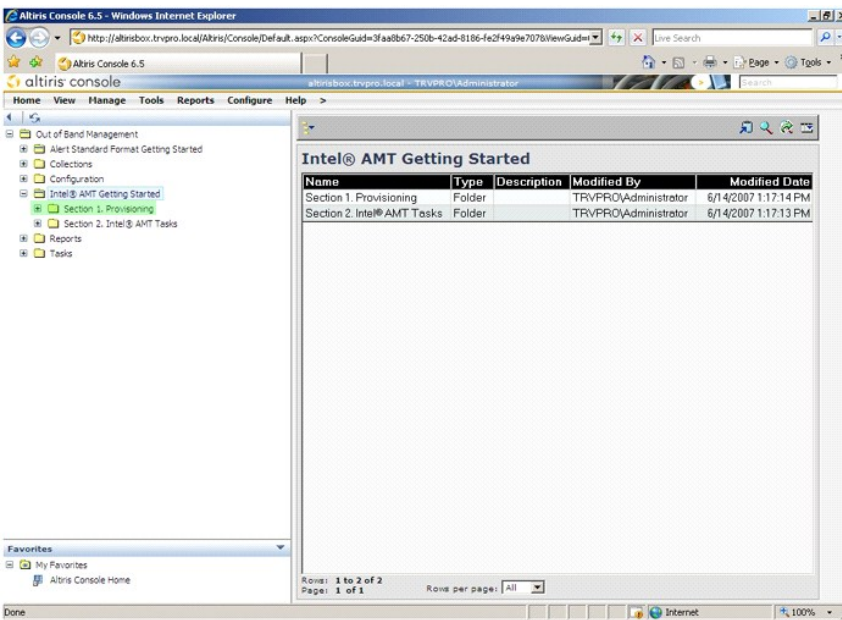 Altiris Console 6.5 - Windows Internet Explorer
http://altirisbox.trvpro.local/Altiris/Console/Default.aspx?ConsoleGuid=3faa8b67-250b-42ad-8186-fe2f49a9e707&ViewGuid=
Live Search
Altiris Console 6.5
Page
Tools
altiris console
altirisbox.trvpro.local - TRVPRO\Administrator
Search
Home View Manage Tools Reports Configure Help >
Out of Band Management
Alert Standard Format Getting Started
Collections
Configuration
Intel® AMT Getting Started
Section 1. Provisioning
Section 2. Intel® AMT Tasks
Reports
Tasks
Intel® AMT Getting Started
Name Type Description Modified By Modified Date
Section 1. Provisioning Folder TRVPRO\Administrator 6/14/2007 1:17:14 PM
Section 2. Intel® AMT Tasks Folder TRVPRO\Administrator 6/14/2007 1:17:13 PM
Favorites
My Favorites
Altiris Console Home
Rows: 1 to 2 of 2
Page: 1 of 1
Rows per page: All
Done
Internet
100%